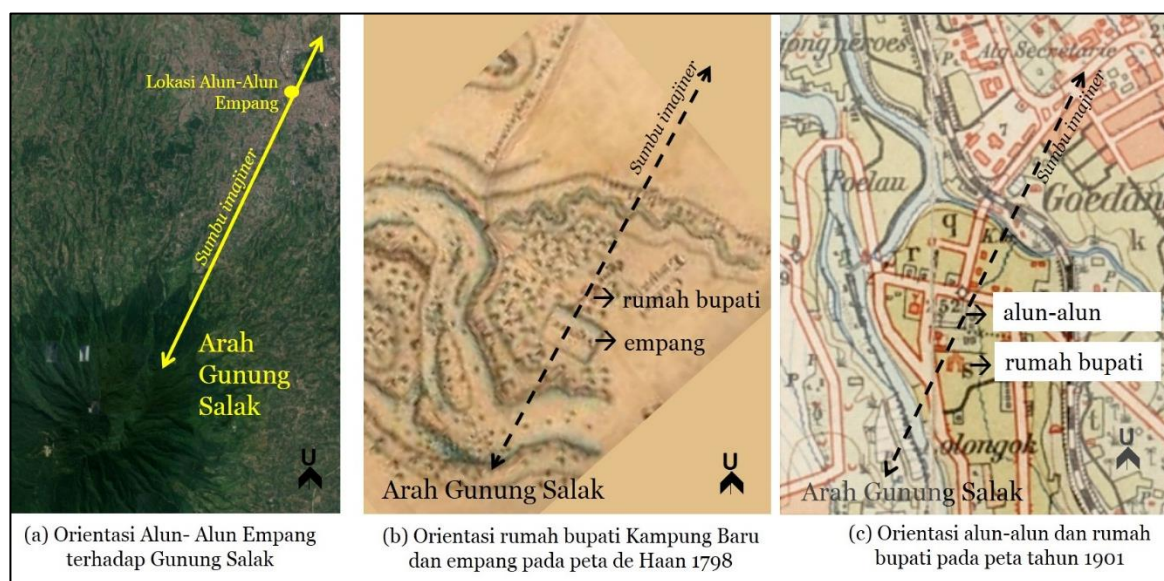 Lokasi Alun-Alun
Empang
Sumbu imajiner
Arah
Gunung
Salak
U
(a) Orientasi Alun- Alun Empang
terhadap Gunung Salak
Sumbu imajiner
rumah bupati
empang
Arah Gunung Salak
U
(b) Orientasi rumah bupati Kampung Baru
dan empang pada peta de Haan 1798
Alg Secretarie
Poelau
Sumbu imajiner
Goedan
7
q
r
k
52
t
alun-alun
rumah bupati
olongok
Arah Gunung Salak
U
(c) Orientasi alun-alun dan rumah
bupati pada peta tahun 1901